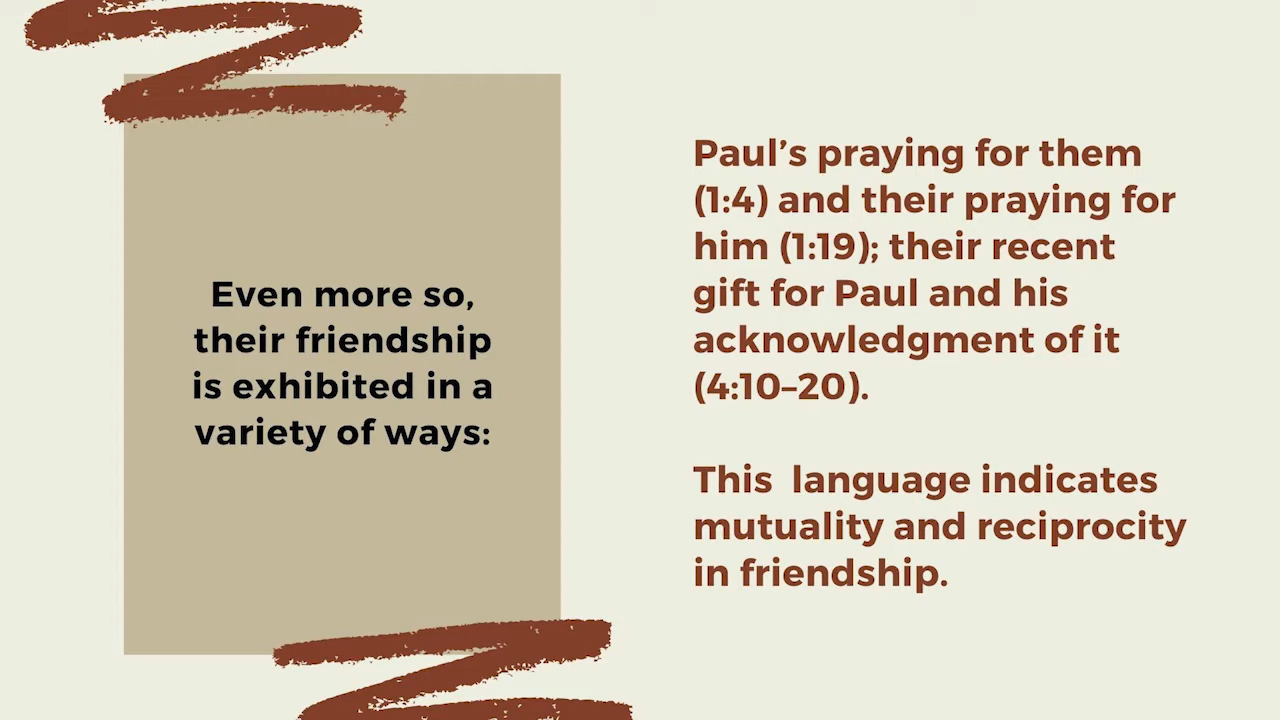 Even more so,
their friendship
is exhibited in a
variety of ways:
Paul’s praying for them
(1:4) and their praying for
him (1:19); their recent
gift for Paul and his
acknowledgment of it
(4:10–20).
This  language indicates
mutuality and reciprocity
in friendship.